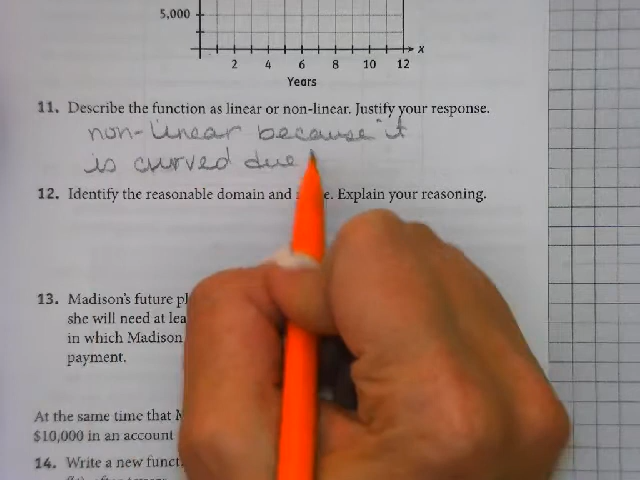 5,000
2 4 6 8 10 12 x
Years
11. Describe the function as linear or non-linear. Justify your response.
non-linear because it
is curved due
12. Identify the reasonable domain and Explain your reasoning.
13. Madison's future
she will need at
in which Madison
payment.
At the same time that
$10,000 in an account
14. Write a new